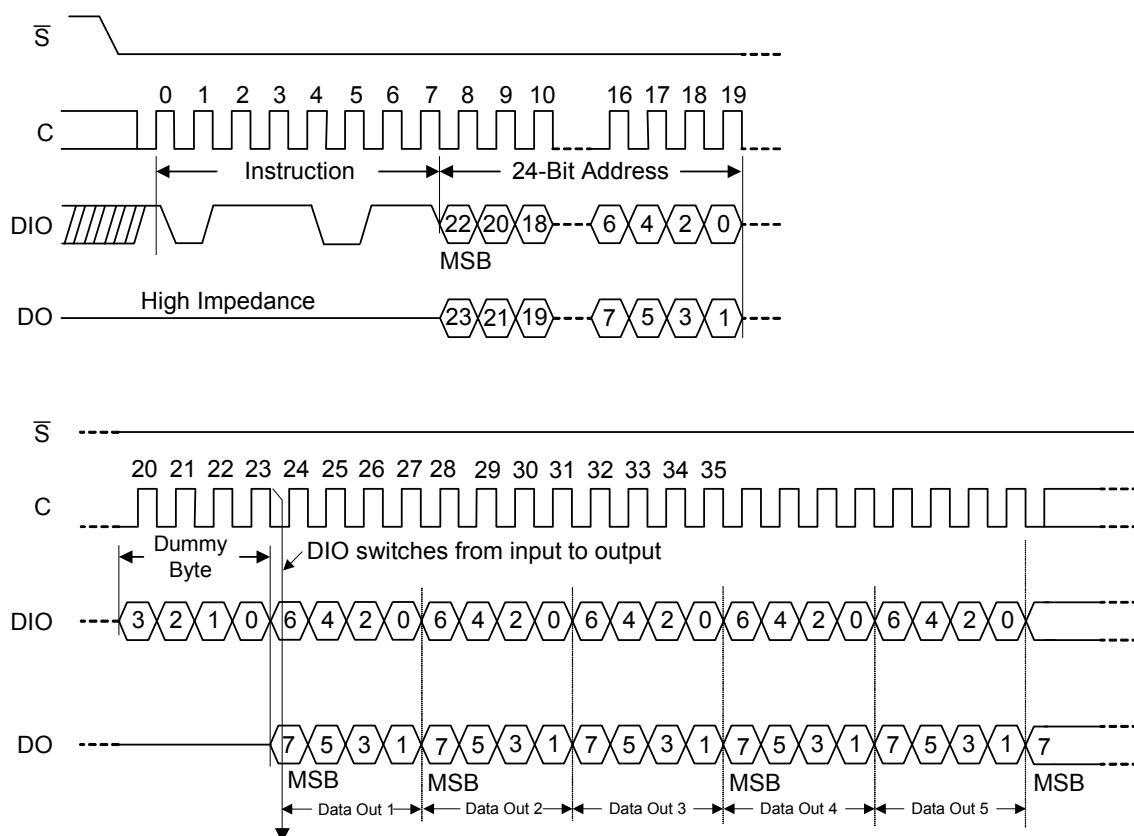 S
0 1 2 3 4 5 6 7 8 9 10 16 17 18 19
C
Instruction 24-Bit Address
DIO 22 20 18 6 4 2 0
MSB
High Impedance
DO 23 21 19 7 5 3 1
S
20 21 22 23 24 25 26 27 28 29 30 31 32 33 34 35
C
Dummy
Byte
DIO switches from input to output
DIO 3 2 1 0 6 4 2 0 6 4 2 0 6 4 2 0 6 4 2 0 6 4 2 0
DO 7 5 3 1 7 5 3 1 7 5 3 1 7 5 3 1 7 5 3 1 7
MSB MSB MSB MSB
Data Out 1 Data Out 2 Data Out 3 Data Out 4 Data Out 5